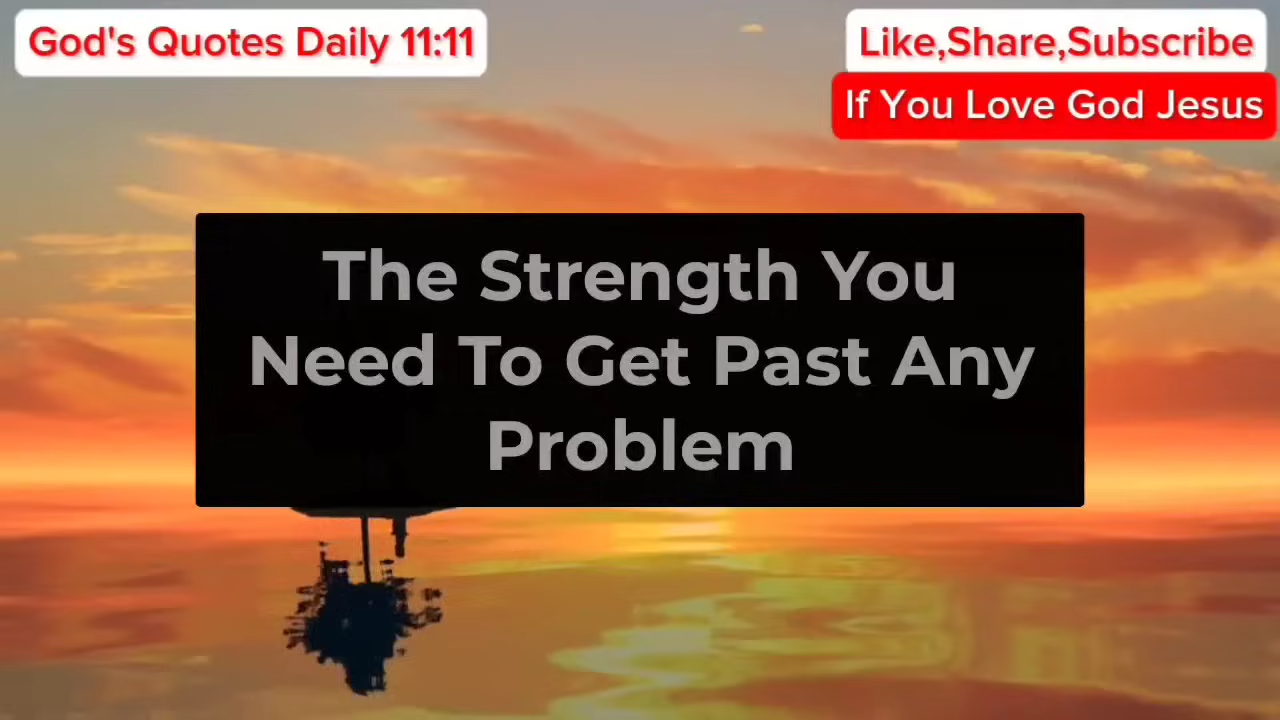 God's Quotes Daily 11:11
Like,Share,Subscribe
If You Love God Jesus
The Strength You
Need To Get Past Any
Problem